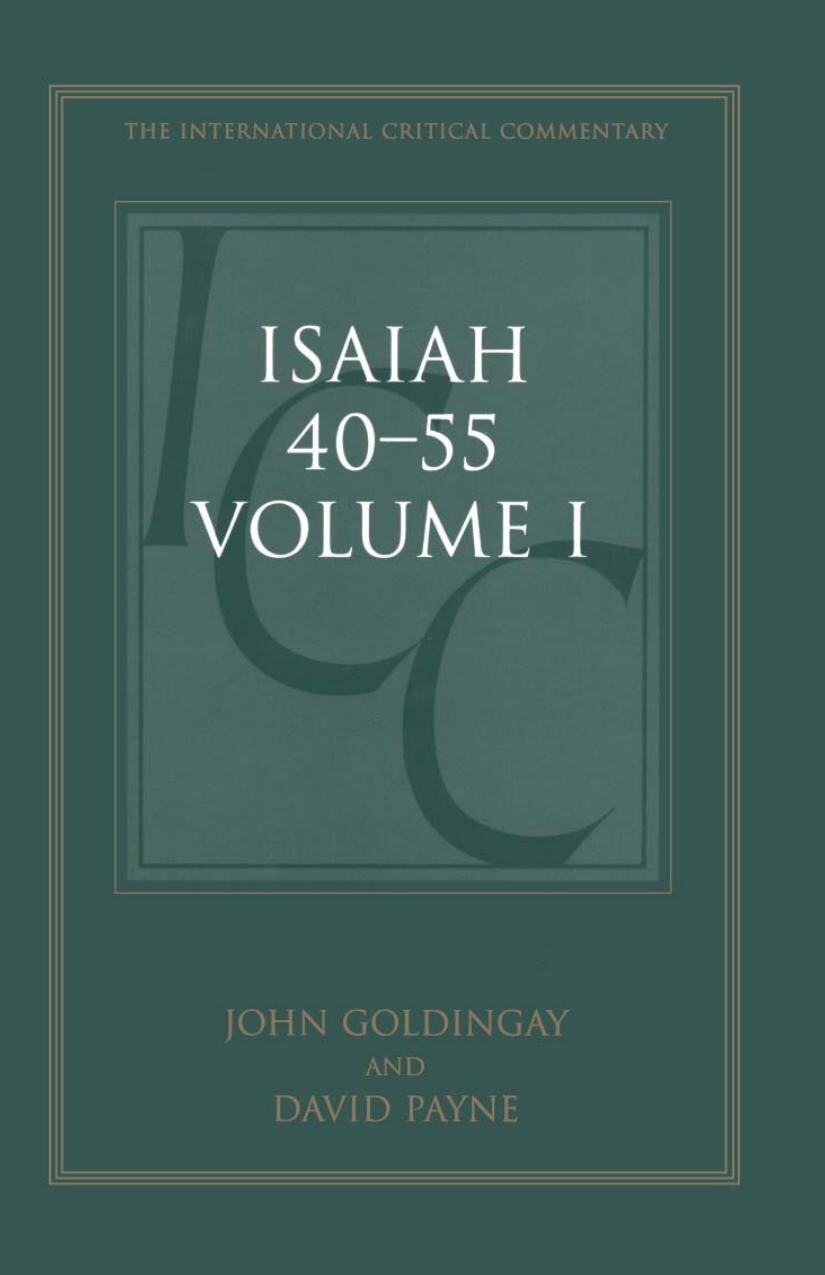 THE INTERNATIONAL CRITICAL COMMENTARY
ICC
ISAIAH
40–55
VOLUME I
JOHN GOLDINGAY
AND
DAVID PAYNE